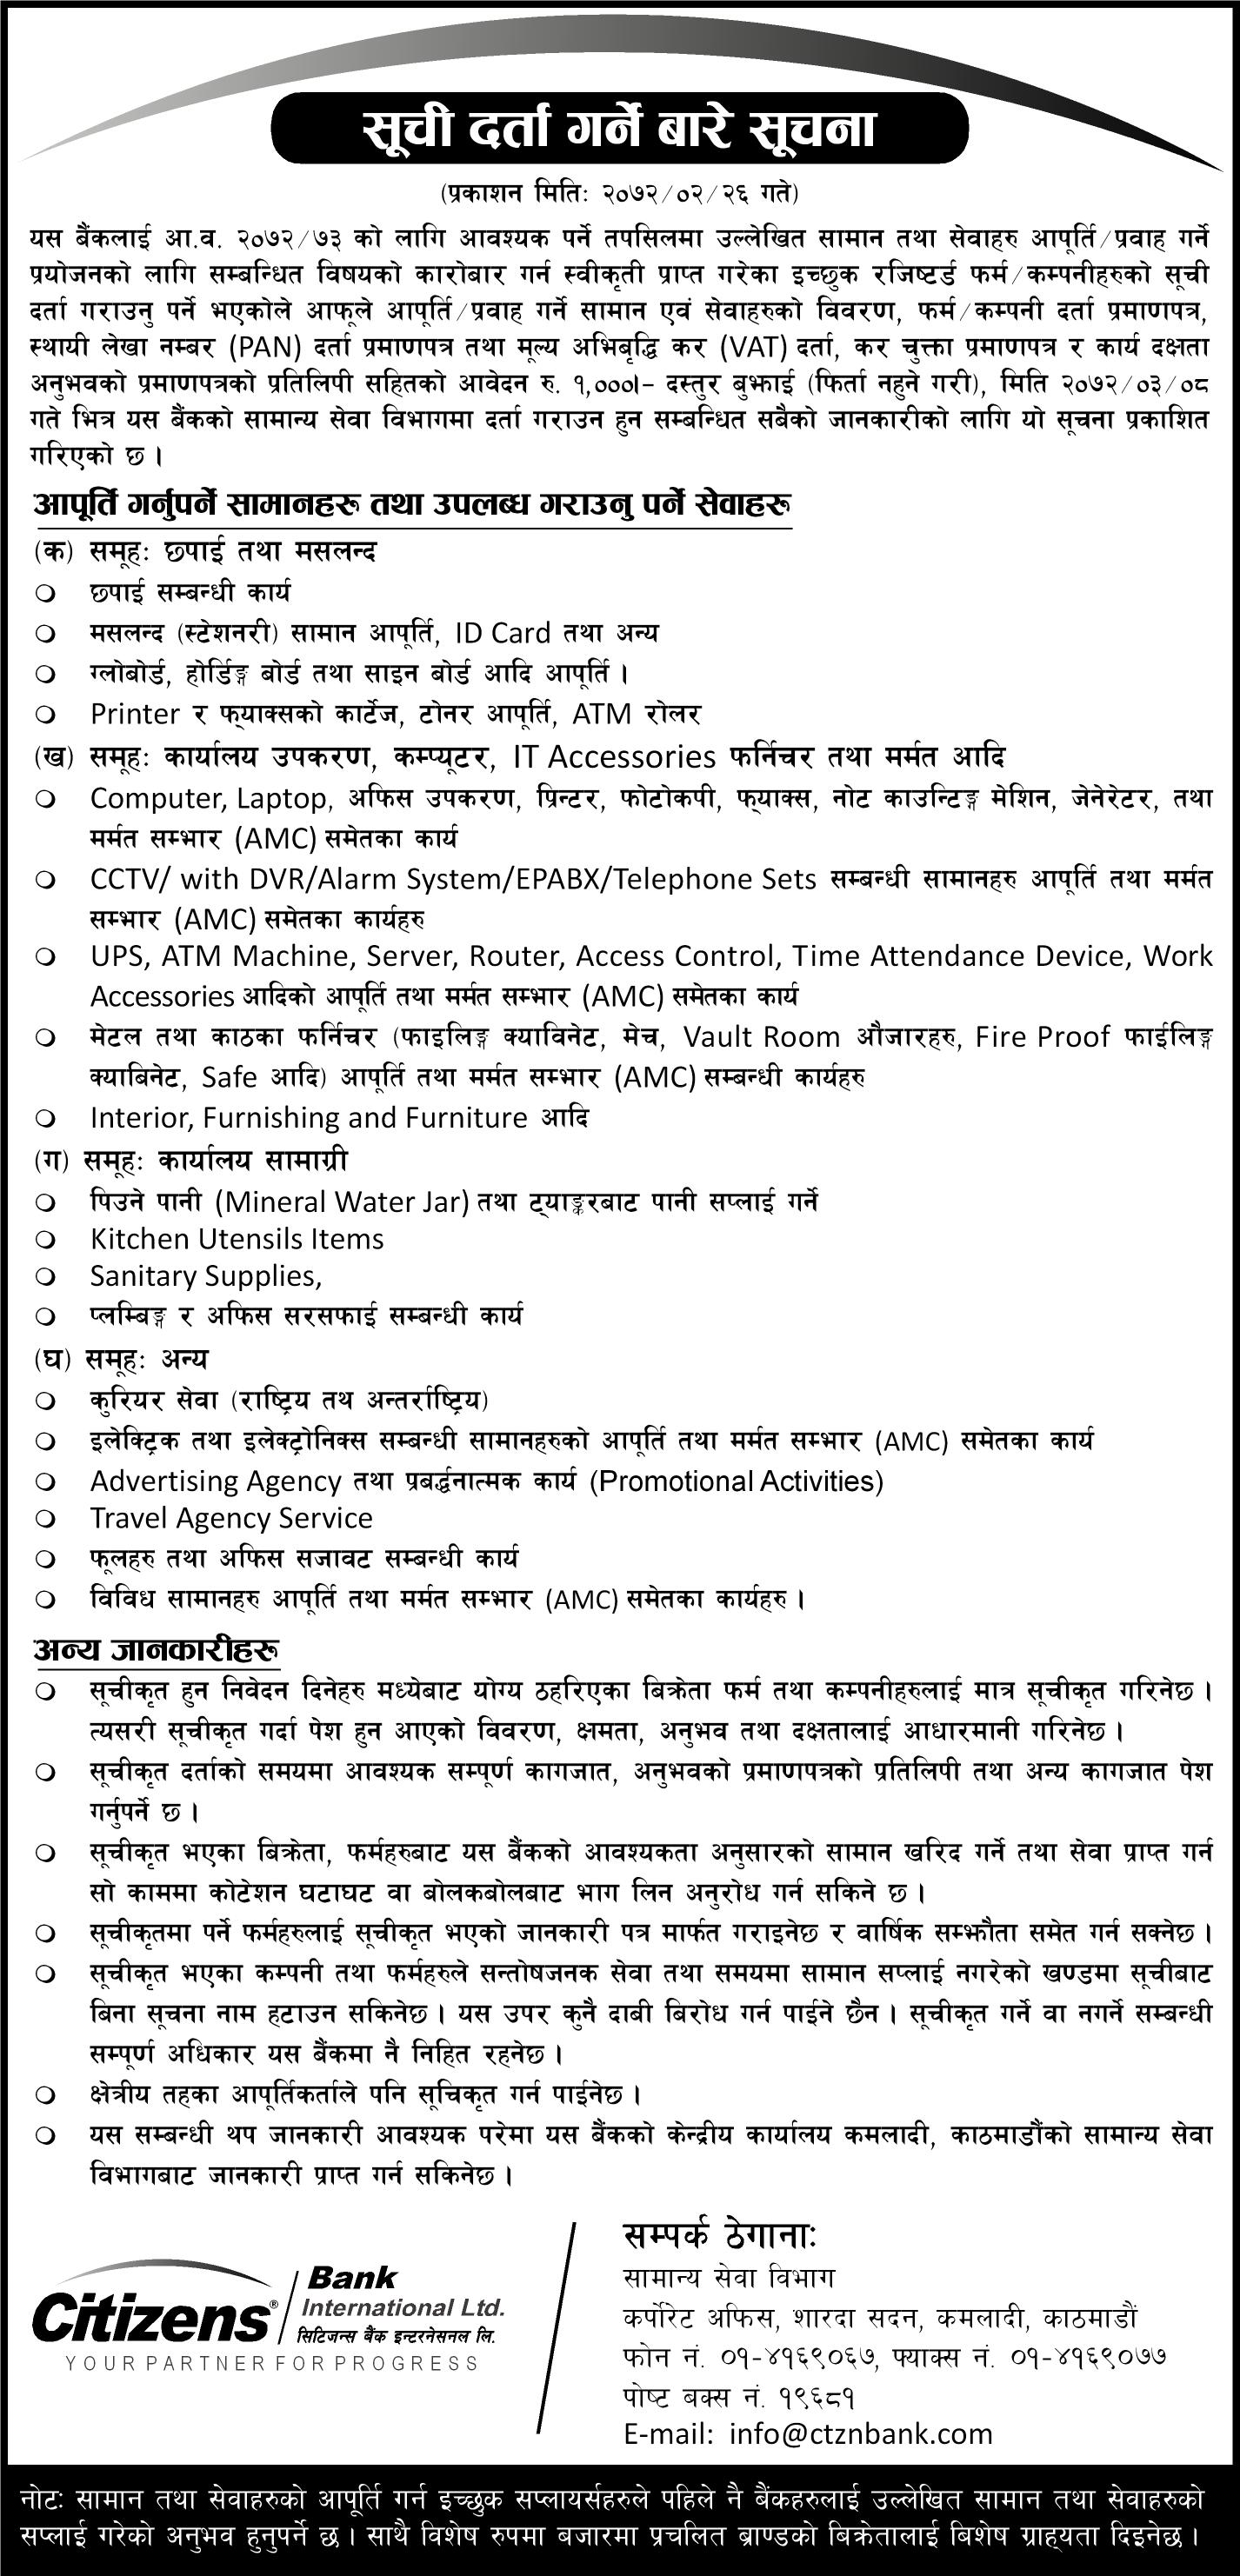 सूची दर्ता गर्ने बारे सूचना
(प्रकाशन मितिः २०७२/०२/२६ गते)
यस बैंकलाई आ.व. २०७२/७३ को लागि आवश्यक पर्ने तपसिलमा उल्लेखित सामान तथा सेवाहरु आपूर्ति/प्रवाह गर्ने
प्रयोजनको लागि सम्बन्धित विषयको कारोबार गर्न स्वीकृती प्राप्त गरेका इच्छुक रजिष्टर्ड फर्म/कम्पनीहरुको सूची
दर्ता गराउनु पर्ने भएकोले आफूले आपूर्ति/प्रवाह गर्ने सामान एवं सेवाहरुको विवरण, फर्म/कम्पनी दर्ता प्रमाणपत्र,
स्थायी लेखा नम्बर (PAN) दर्ता प्रमाणपत्र तथा मूल्य अभिबृद्धि कर (VAT) दर्ता, कर चुक्ता प्रमाणपत्र र कार्य दक्षता
अनुभवको प्रमाणपत्रको प्रतिलिपी सहितको आवेदन रु. १,०००।– दस्तुर बुझाई (फिर्ता नहुने गरी), मिति २०७२/०३/०८
गते भित्र यस बैंकको सामान्य सेवा विभागमा दर्ता गराउन हुन सम्बन्धित सबैको जानकारीको लागि यो सूचना प्रकाशित
गरिएको छ ।
आपूर्ति गर्नुपर्ने सामानहरू तथा उपलब्ध गराउनु पर्ने सेवाहरू
(क) समूहः छपाई तथा मसलन्द
❍ छपाई सम्बन्धी कार्य
❍ मसलन्द (स्टेशनरी) सामान आपूर्ति, ID Card तथा अन्य
❍ ग्लोबोर्ड, होर्डिङ्ग बोर्ड तथा साइन बोर्ड आदि आपूर्ति ।
❍ Printer र फ्याक्सको कार्टेज, टोनर आपूर्ति, ATM रोलर
(ख) समूहः कार्यालय उपकरण, कम्प्यूटर, IT Accessories फर्निचर तथा मर्मत आदि
❍ Computer, Laptop, अफिस उपकरण, प्रिन्टर, फोटोकपी, फ्याक्स, नोट काउन्टिङ्ग मेशिन, जेनेरेटर, तथा
मर्मत सम्भार (AMC) समेतका कार्य
❍ CCTV/ with DVR/Alarm System/EPABX/Telephone Sets सम्बन्धी सामानहरु आपूर्ति तथा मर्मत
सम्भार (AMC) समेतका कार्यहरु
❍ UPS, ATM Machine, Server, Router, Access Control, Time Attendance Device, Work
Accessories आदिको आपूर्ति तथा मर्मत सम्भार (AMC) समेतका कार्य
❍ मेटल तथा काठका फर्निचर (फाइलिङ्ग क्याविनेट, मेच, Vault Room औजारहरु, Fire Proof फाईलिङ्ग
क्याबिनेट, Safe आदि) आपूर्ति तथा मर्मत सम्भार (AMC) सम्बन्धी कार्यहरु
❍ Interior, Furnishing and Furniture आदि
(ग) समूहः कार्यालय सामाग्री
❍ पिउने पानी (Mineral Water Jar) तथा ट्याङ्करबाट पानी सप्लाई गर्ने
❍ Kitchen Utensils Items
❍ Sanitary Supplies,
❍ प्लम्बिङ्ग र अफिस सरसफाई सम्बन्धी कार्य
(घ) समूहः अन्य
❍ कुरियर सेवा (राष्ट्रिय तथ अन्तर्राष्ट्रिय)
❍ इलेक्ट्रिक तथा इलेक्ट्रोनिक्स सम्बन्धी सामानहरुको आपूर्ति तथा मर्मत सम्भार (AMC) समेतका कार्य
❍ Advertising Agency तथा प्रबर्द्धनात्मक कार्य (Promotional Activities)
❍ Travel Agency Service
❍ फूलहरु तथा अफिस सजावट सम्बन्धी कार्य
❍ विविध सामानहरु आपूर्ति तथा मर्मत सम्भार (AMC) समेतका कार्यहरु ।
अन्य जानकारीहरू
❍ सूचीकृत हुन निवेदन दिनेहरु मध्येबाट योग्य ठहरिएका बिक्रेता फर्म तथा कम्पनीहरुलाई मात्र सूचीकृत गरिनेछ ।
त्यसरी सूचीकृत गर्दा पेश हुन आएको विवरण, क्षमता, अनुभव तथा दक्षतालाई आधारमानी गरिनेछ ।
❍ सूचीकृत दर्ताको समयमा आवश्यक सम्पूर्ण कागजात, अनुभवको प्रमाणपत्रको प्रतिलिपी तथा अन्य कागजात पेश
गर्नुपर्ने छ ।
❍ सूचीकृत भएका बिक्रेता, फर्महरुबाट यस बैंकको आवश्यकता अनुसारको सामान खरिद गर्ने तथा सेवा प्राप्त गर्न
सो काममा कोटेशन घटाघट वा बोलकबोलबाट भाग लिन अनुरोध गर्न सकिने छ ।
❍ सूचीकृतमा पर्ने फर्महरुलाई सूचीकृत भएको जानकारी पत्र मार्फत गराइनेछ र वार्षिक सम्झौता समेत गर्न सक्नेछ ।
❍ सूचीकृत भएका कम्पनी तथा फर्महरुले सन्तोषजनक सेवा तथा समयमा सामान सप्लाई नगरेको खण्डमा सूचीबाट
बिना सूचना नाम हटाउन सकिनेछ । यस उपर कुनै दाबी बिरोध गर्न पाईने छैन । सूचीकृत गर्ने वा नगर्ने सम्बन्धी
सम्पूर्ण अधिकार यस बैंकमा नै निहित रहनेछ ।
❍ क्षेत्रीय तहका आपूर्तिकर्ताले पनि सूचिकृत गर्न पाईनेछ ।
❍ यस सम्बन्धी थप जानकारी आवश्यक परेमा यस बैंकको केन्द्रीय कार्यालय कमलादी, काठमाडौंको सामान्य सेवा
विभागबाट जानकारी प्राप्त गर्न सकिनेछ ।
Citizens® Bank
International Ltd.
सिटिजन्स बैंक इन्टरनेसनल लि.
YOUR PARTNER FOR PROGRESS
सम्पर्क ठेगानाः
सामान्य सेवा विभाग
कर्पोरेट अफिस, शारदा सदन, कमलादी, काठमाडौं
फोन नं. ०१–४१६९०६७, फ्याक्स नं. ०१–४१६९०७७
पोष्ट बक्स नं. १९६८१
E-mail: info@ctznbank.com
नोटः सामान तथा सेवाहरुको आपूर्ति गर्न इच्छुक सप्लायर्सहरुले पहिले नै बैंकहरुलाई उल्लेखित सामान तथा सेवाहरुको
सप्लाई गरेको अनुभव हुनुपर्ने छ । साथै विशेष रुपमा बजारमा प्रचलित ब्राण्डको बिक्रेतालाई बिशेष ग्राह्यता दिइनेछ ।